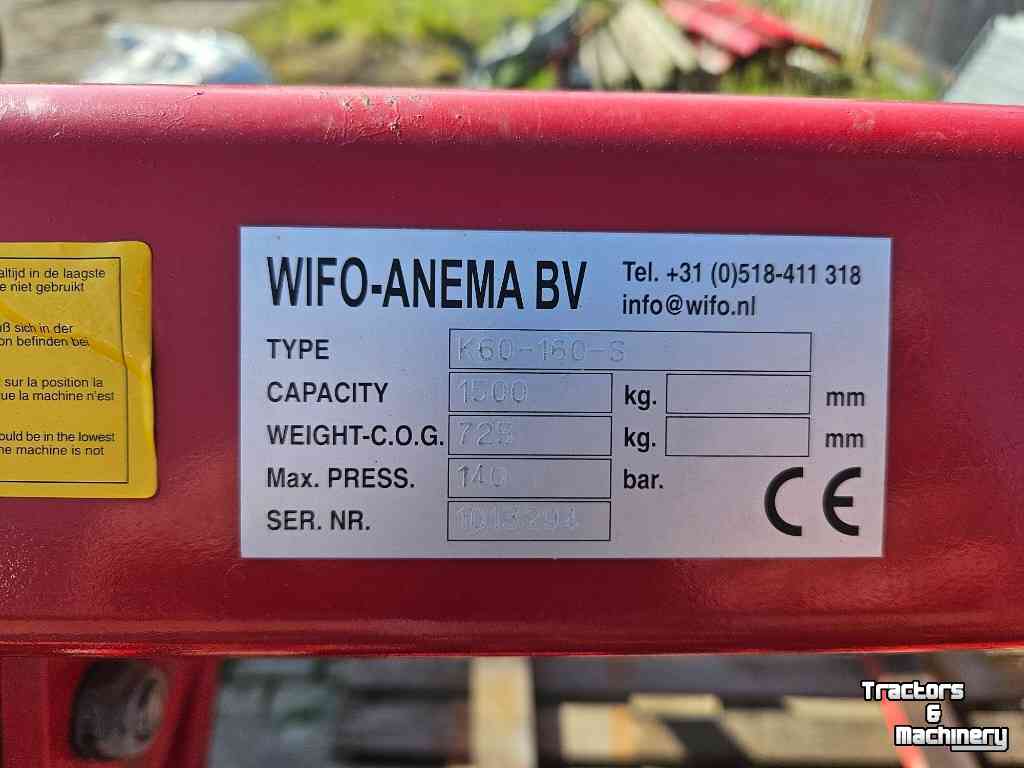 altijd in de laagste
e niet gebruikt
ß sich in der
on befinden bei
r sur la position la
ue la machine n'est
ould be in the lowest
he machine is not
WIFO-ANEMA BV
Tel. +31 (0)518-411 318
info@wifo.nl
TYPE K60-160-S
CAPACITY 1500 kg. mm
WEIGHT-C.O.G. 725 kg. mm
Max. PRESS. 140 bar.
SER. NR.
CE
Tractors
&
Machinery